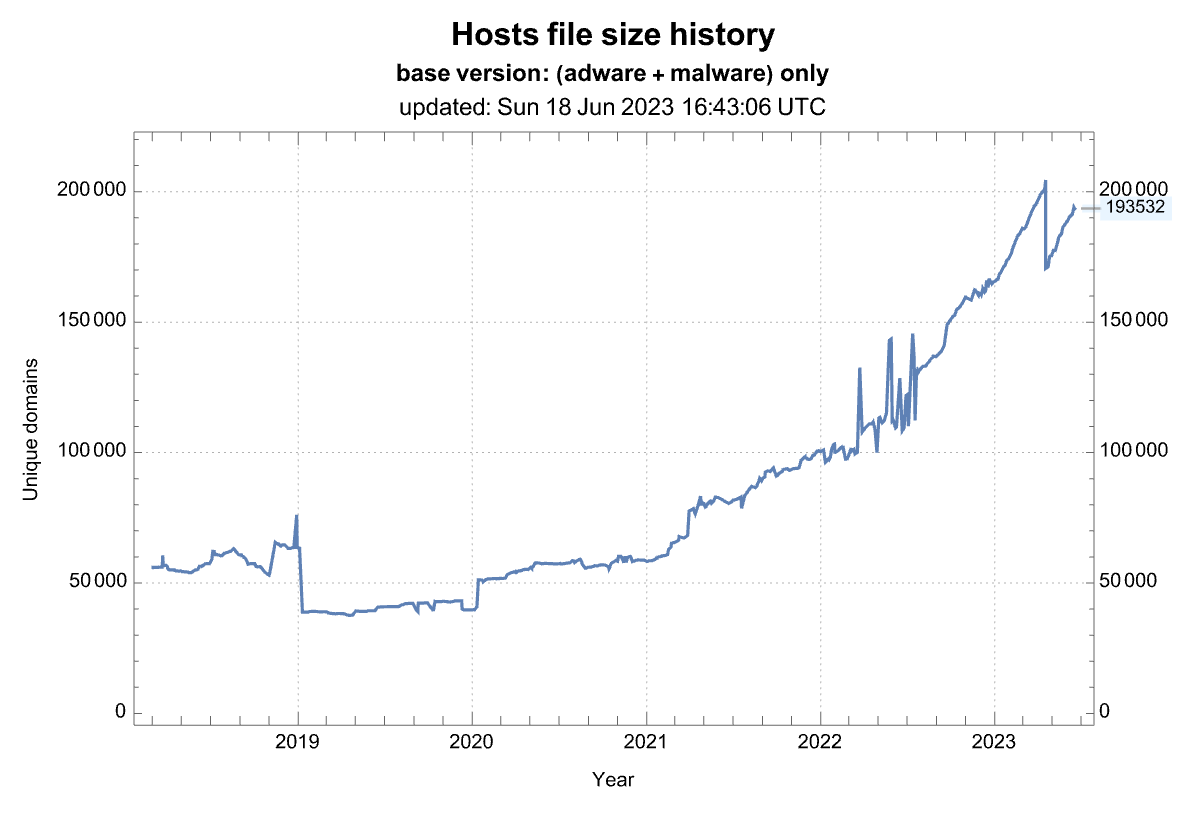 Hosts file size history
base version: (adware + malware) only
updated: Sun 18 Jun 2023 16:43:06 UTC
200 000 200 000
193532
150 000 150 000
Unique domains
100 000 100 000
50 000 50 000
0 0
2019 2020 2021 2022 2023
Year